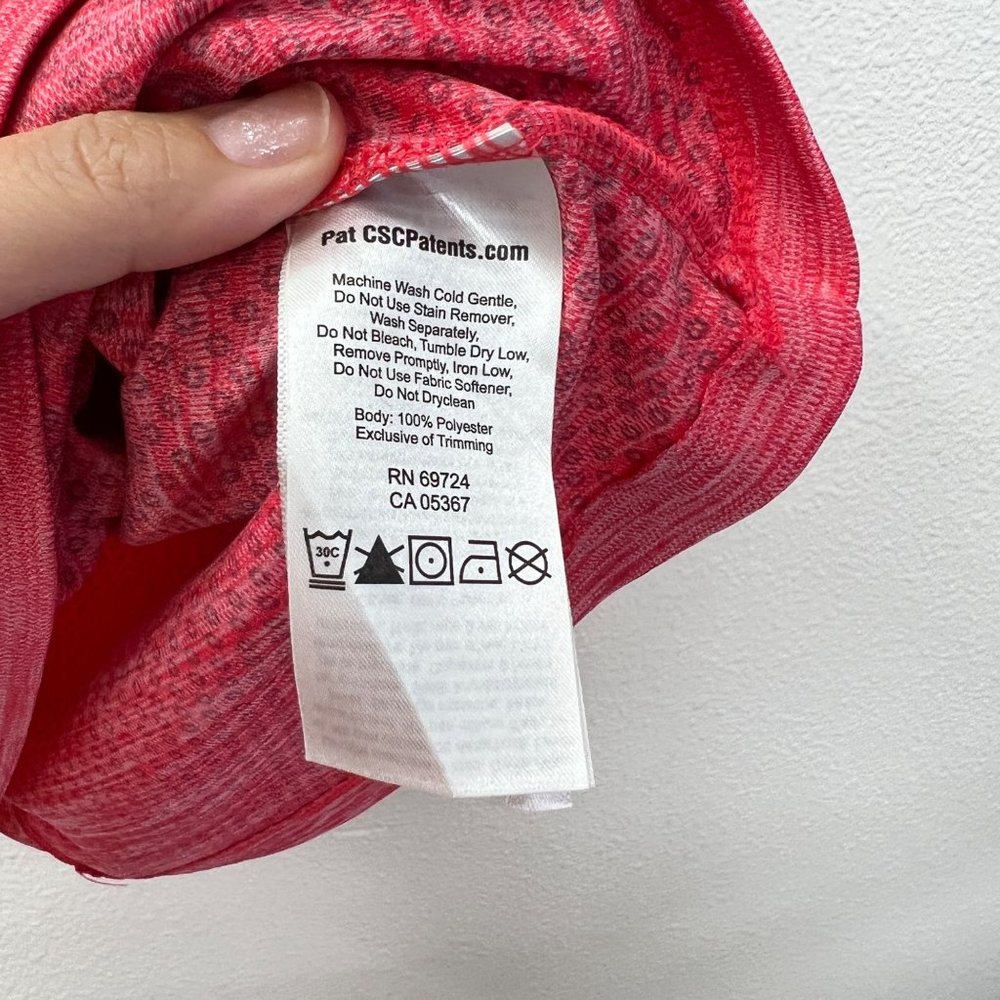 Pat CSCPatents.com
Machine Wash Cold Gentle,
Do Not Use Stain Remover,
Wash Separately,
Do Not Bleach, Tumble Dry Low,
Remove Promptly, Iron Low,
Do Not Use Fabric Softener,
Do Not Dryclean
Body: 100% Polyester
Exclusive of Trimming
RN 69724
CA 05367
30C